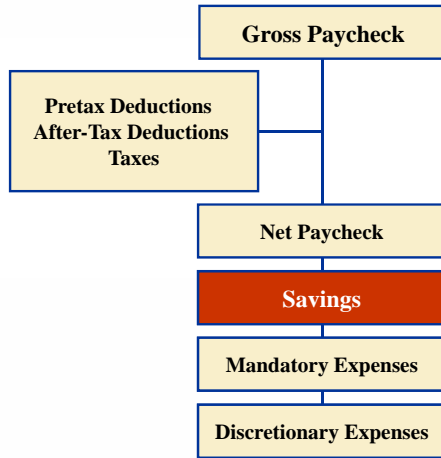 Gross Paycheck
Pretax Deductions
After-Tax Deductions
Taxes
Net Paycheck
Savings
Mandatory Expenses
Discretionary Expenses